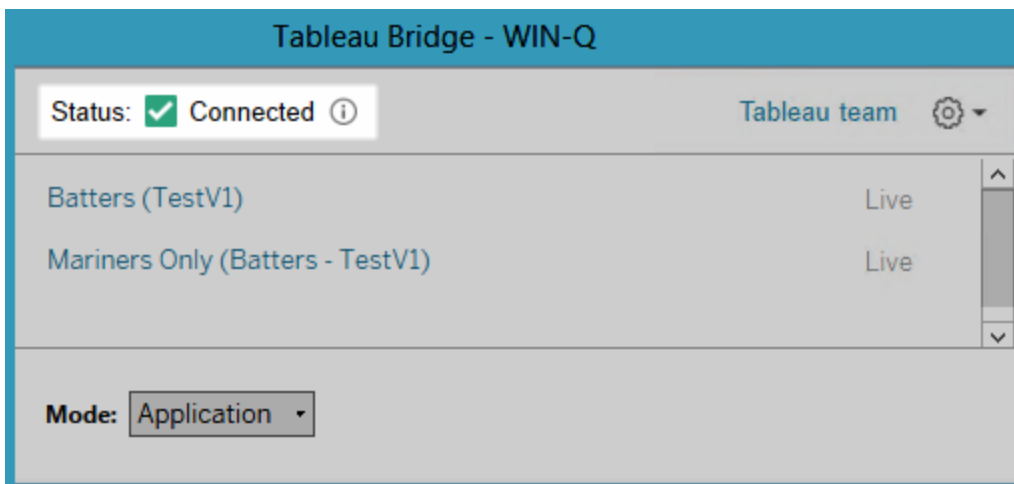 Tableau Bridge - WIN-Q
Status: Connected Tableau team
Batters (TestV1) Live
Mariners Only (Batters - TestV1) Live
Mode: Application